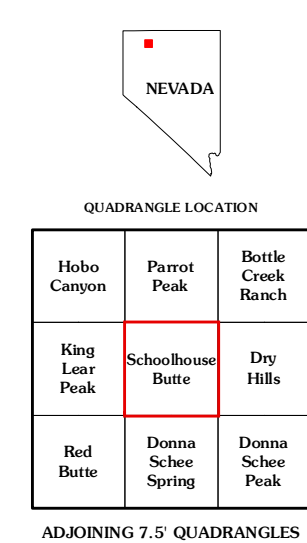 NEVADA
QUADRANGLE LOCATION
Hobo
Canyon
Parrot
Peak
Bottle
Creek
Ranch
King
Lear
Peak
Schoolhouse
Butte
Dry
Hills
Red
Butte
Donna
Schee
Spring
Donna
Schee
Peak
ADJOINING 7.5' QUADRANGLES